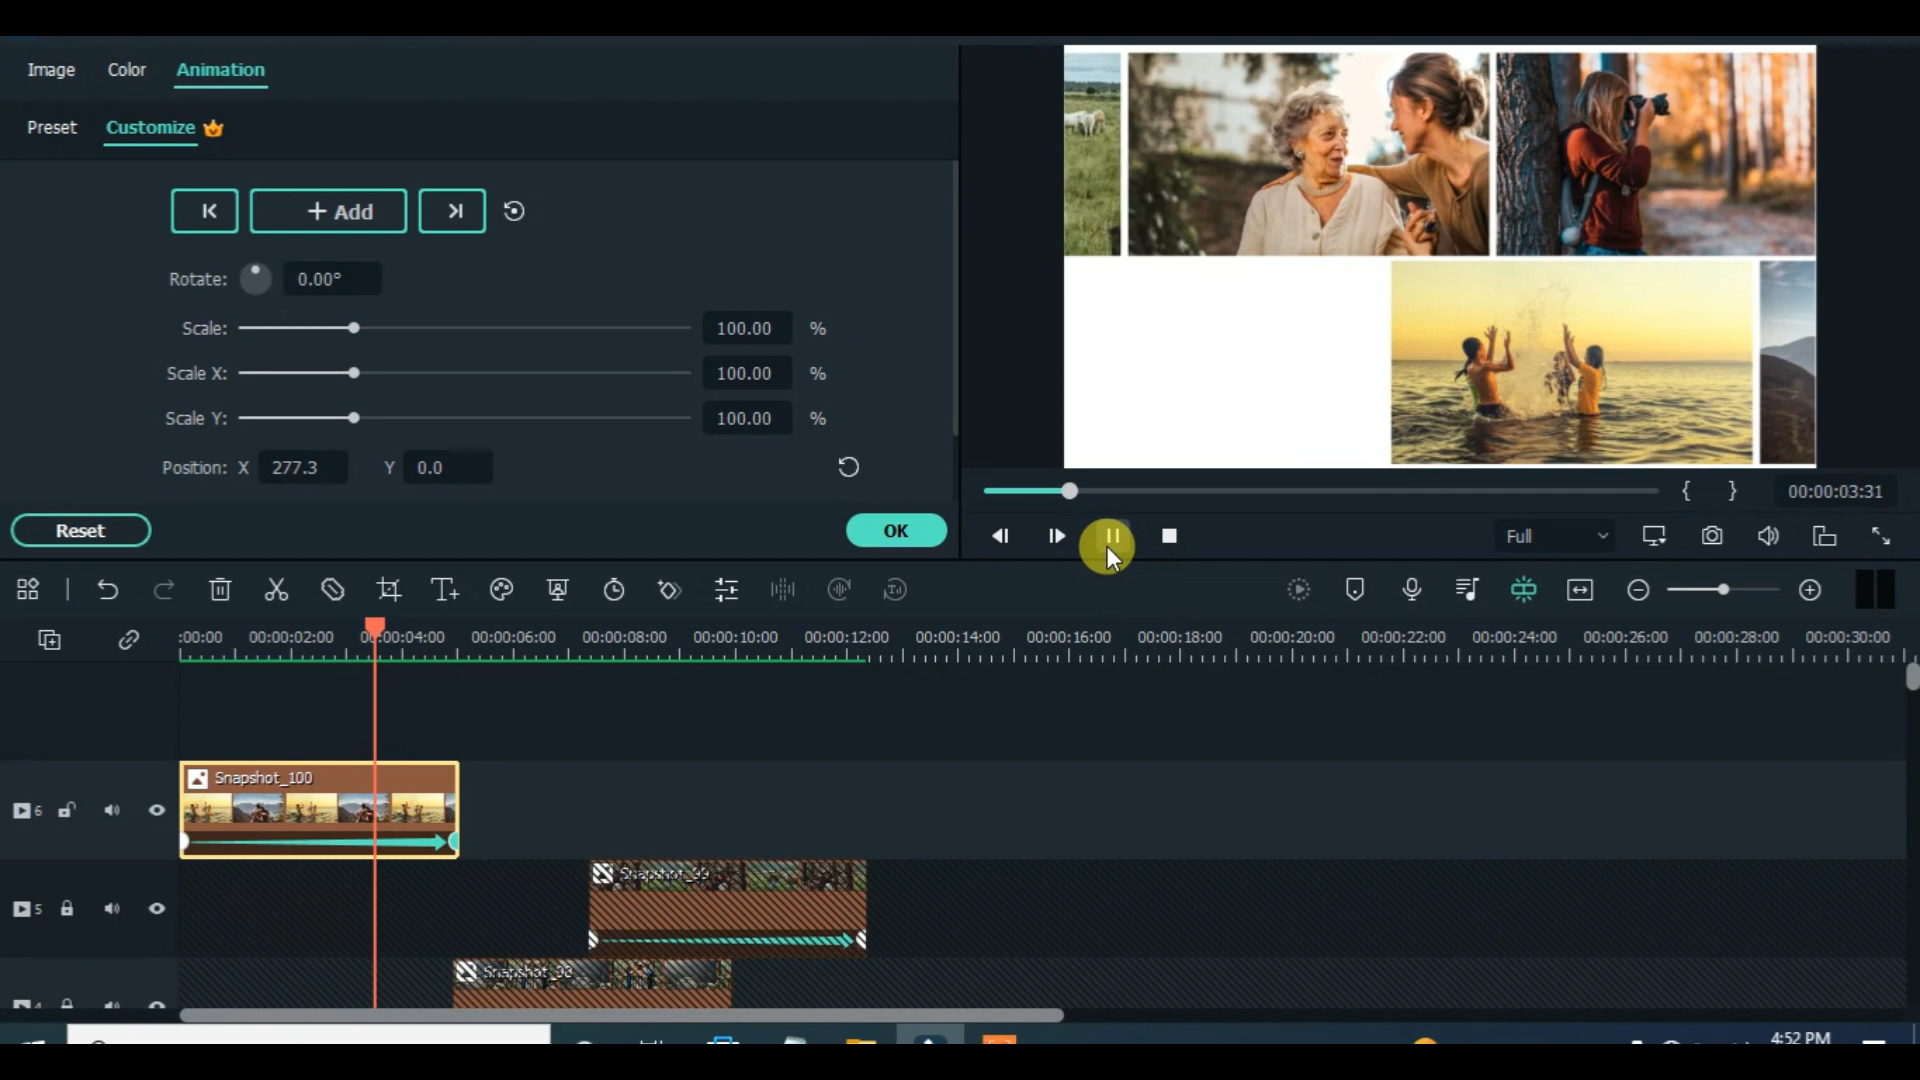 Image Color Animation
Preset Customize
+ Add
Rotate: 0.00°
Scale: 100.00 %
Scale X: 100.00 %
Scale Y: 100.00 %
Position: X 277.3 Y 0.0
Reset OK
{ } 00:00:03:31
Full
:00:00 00:00:02:00 00:00:04:00 00:00:06:00 00:00:08:00 00:00:10:00 00:00:12:00 00:00:14:00 00:00:16:00 00:00:18:00 00:00:20:00 00:00:22:00 00:00:24:00 00:00:26:00 00:00:28:00 00:00:30:00
Snapshot_100
6
Snapshot_99
5
Snapshot_98
4
4:52 PM